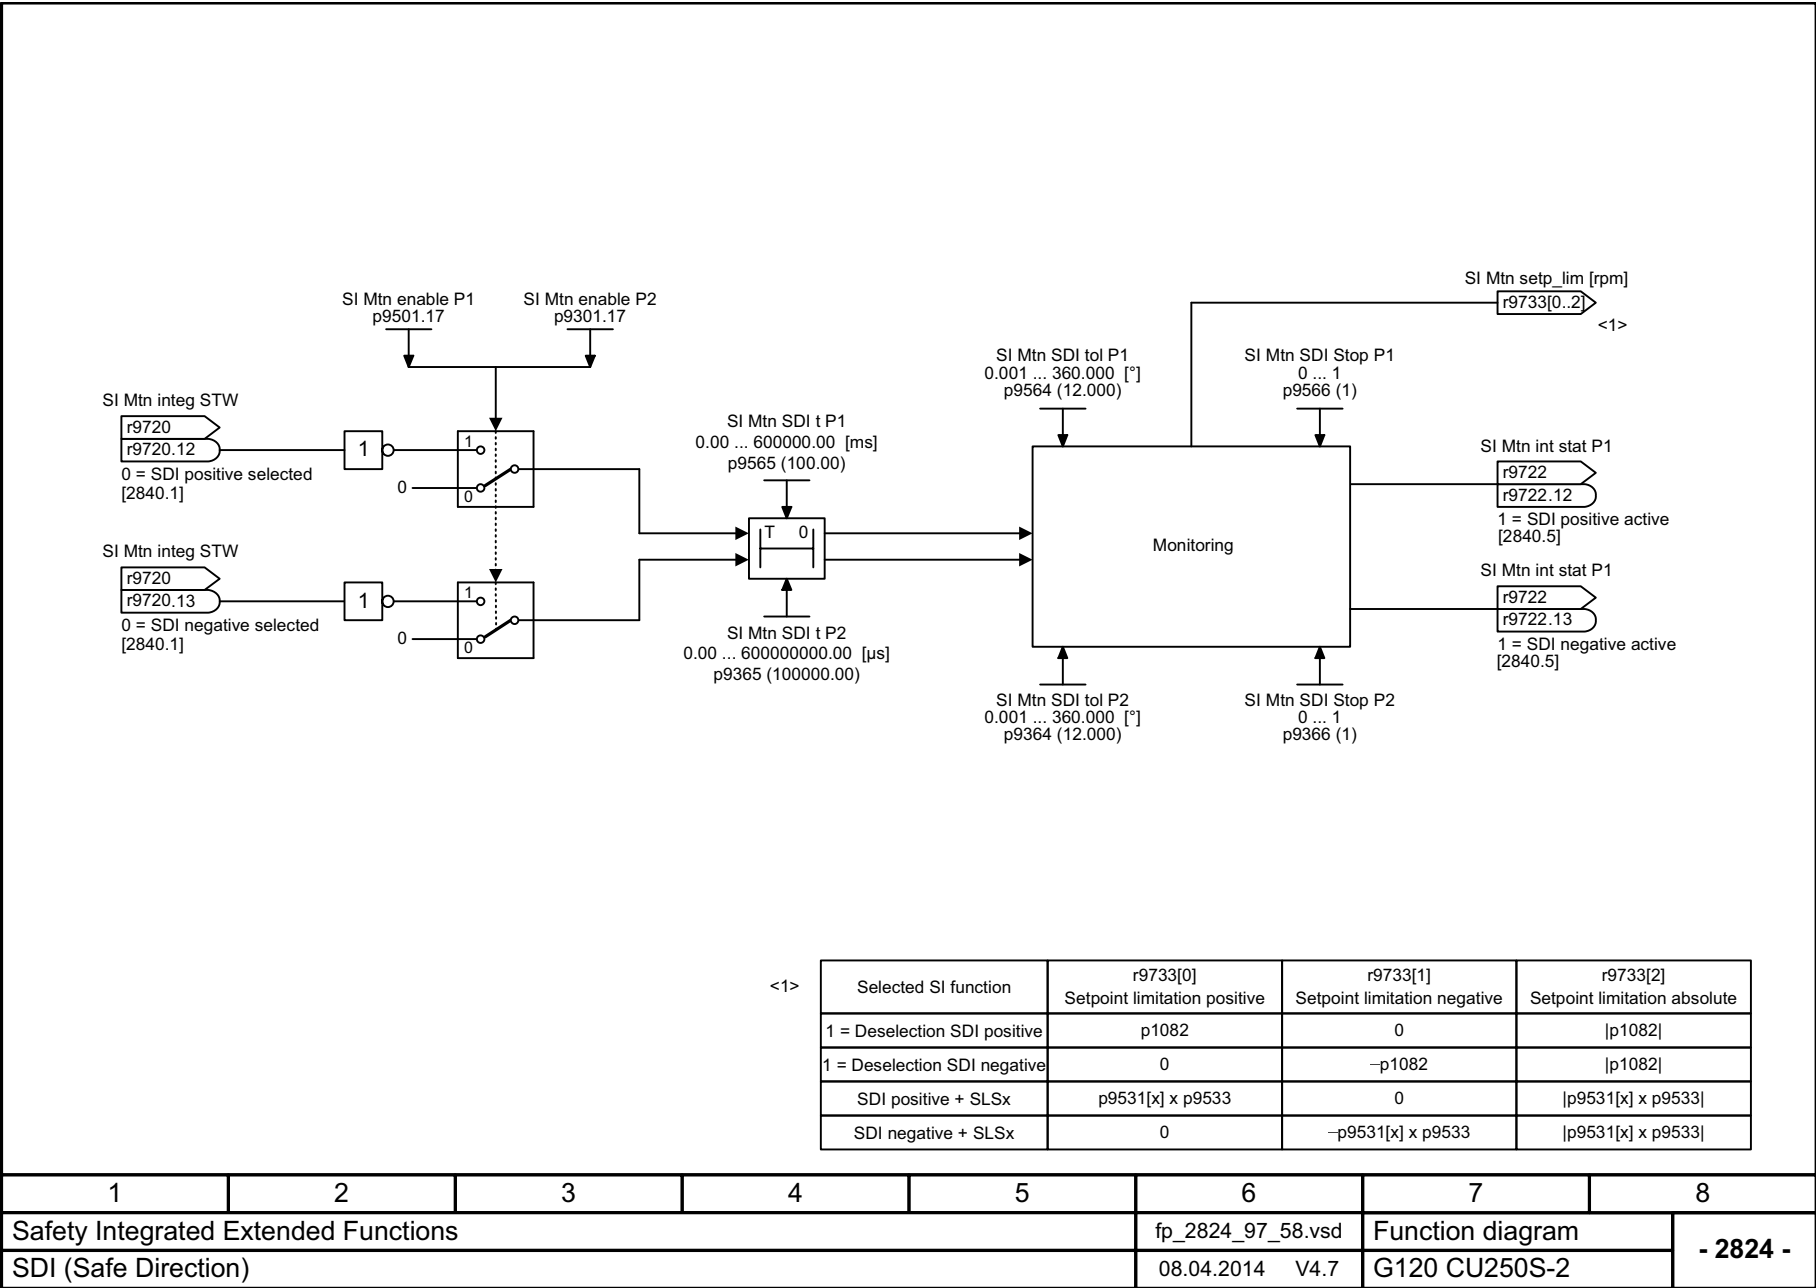 SI Mtn setp_lim [rpm]
r9733[0..2]
<1>
SI Mtn enable P1
p9501.17
SI Mtn enable P2
p9301.17
SI Mtn SDI tol P1
0.001 ... 360.000 [°]
p9564 (12.000)
SI Mtn SDI Stop P1
0 ... 1
p9566 (1)
SI Mtn integ STW
r9720
r9720.12
0 = SDI positive selected
[2840.1]
1
1
0
0
SI Mtn SDI t P1
0.00 ... 600000.00 [ms]
p9565 (100.00)
T 0
SI Mtn int stat P1
r9722
r9722.12
1 = SDI positive active
[2840.5]
Monitoring
SI Mtn integ STW
r9720
r9720.13
0 = SDI negative selected
[2840.1]
1
1
0
0
SI Mtn SDI t P2
0.00 ... 600000000.00 [µs]
p9365 (100000.00)
SI Mtn int stat P1
r9722
r9722.13
1 = SDI negative active
[2840.5]
SI Mtn SDI tol P2
0.001 ... 360.000 [°]
p9364 (12.000)
SI Mtn SDI Stop P2
0 ... 1
p9366 (1)
<1>
Selected SI function
r9733[0]
Setpoint limitation positive
r9733[1]
Setpoint limitation negative
r9733[2]
Setpoint limitation absolute
1 = Deselection SDI positive p1082 0 |p1082|
1 = Deselection SDI negative 0 –p1082 |p1082|
SDI positive + SLSx p9531[x] x p9533 0 |p9531[x] x p9533|
SDI negative + SLSx 0 –p9531[x] x p9533 |p9531[x] x p9533|
1 2 3 4 5 6 7 8
Safety Integrated Extended Functions fp_2824_97_58.vsd Function diagram
- 2824 -
SDI (Safe Direction) 08.04.2014 V4.7 G120 CU250S-2